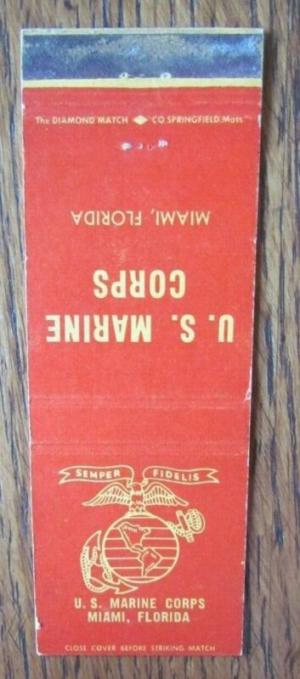 The DIAMOND MATCH CO SPRINGFIELD, Mass
MIAMI, FLORIDA
U. S. MARINE
CORPS
SEMPER FIDELIS
U. S. MARINE CORPS
MIAMI, FLORIDA
CLOSE COVER BEFORE STRIKING MATCH